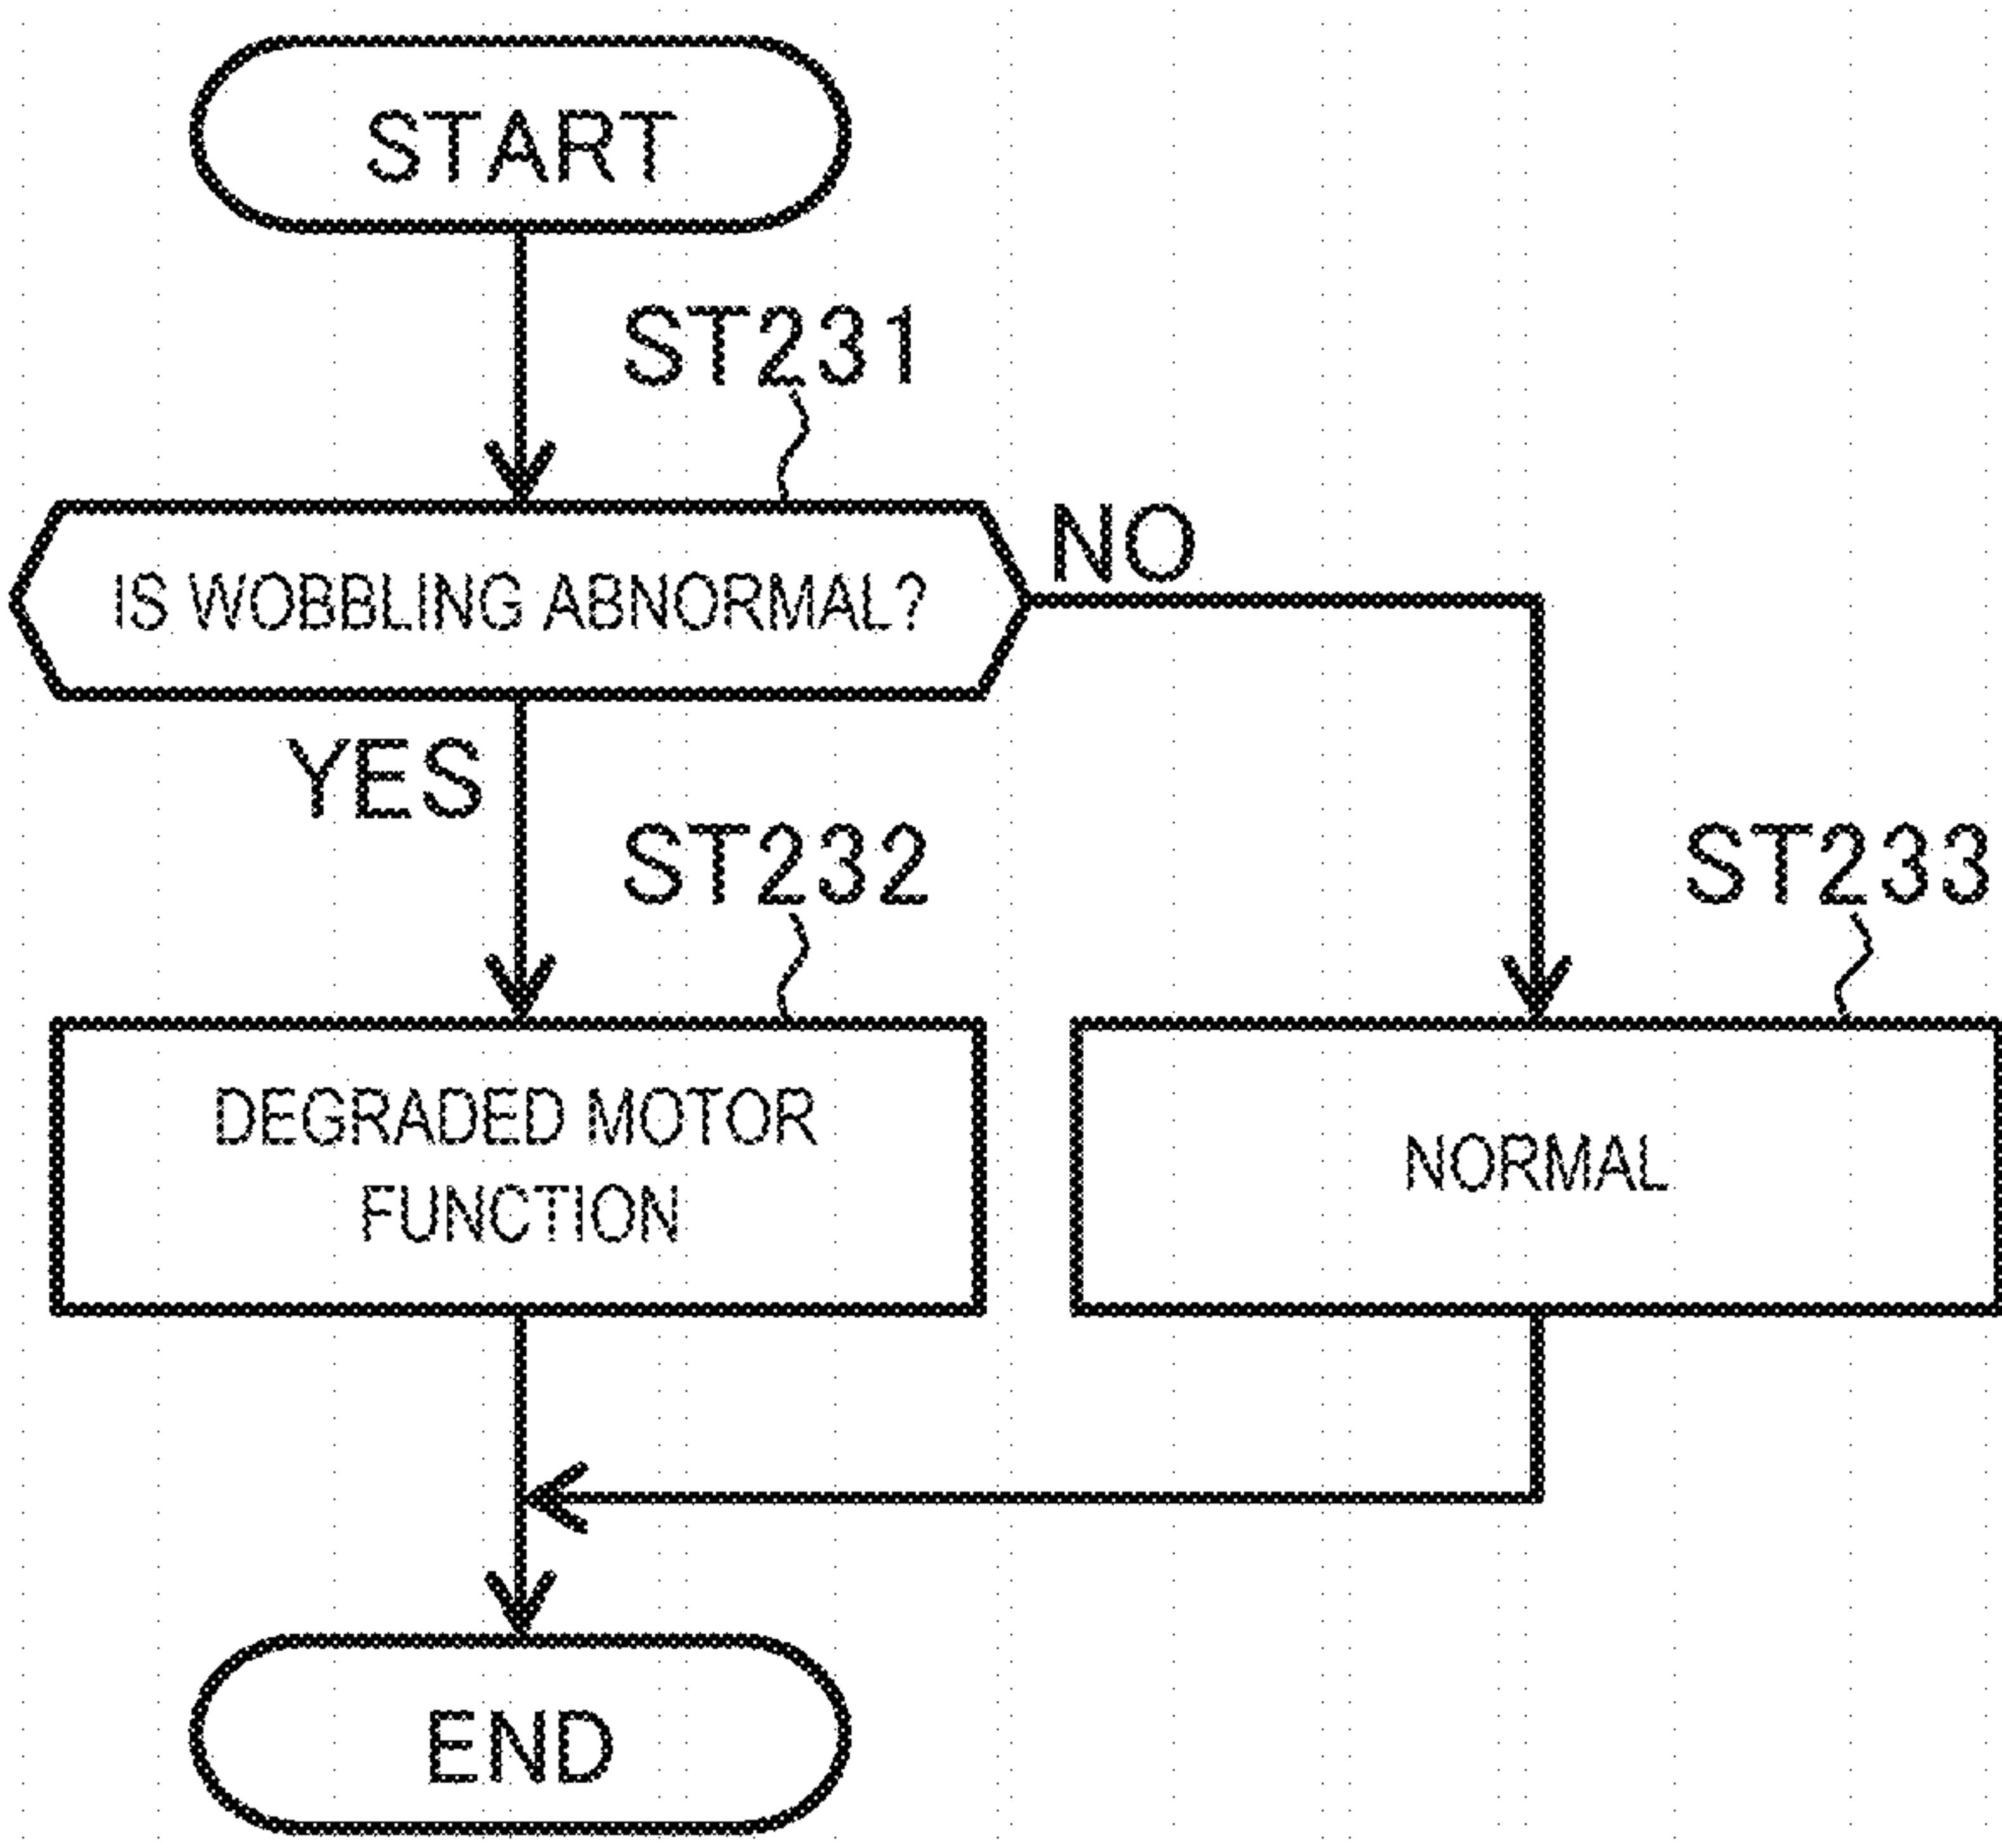 START
ST231
IS WOBBLING ABNORMAL?
NO
YES
ST232
ST233
DEGRADED MOTOR
FUNCTION
NORMAL
END